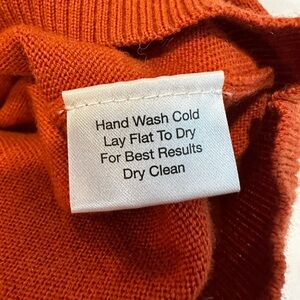 Hand Wash Cold
Lay Flat To Dry
For Best Results
Dry Clean